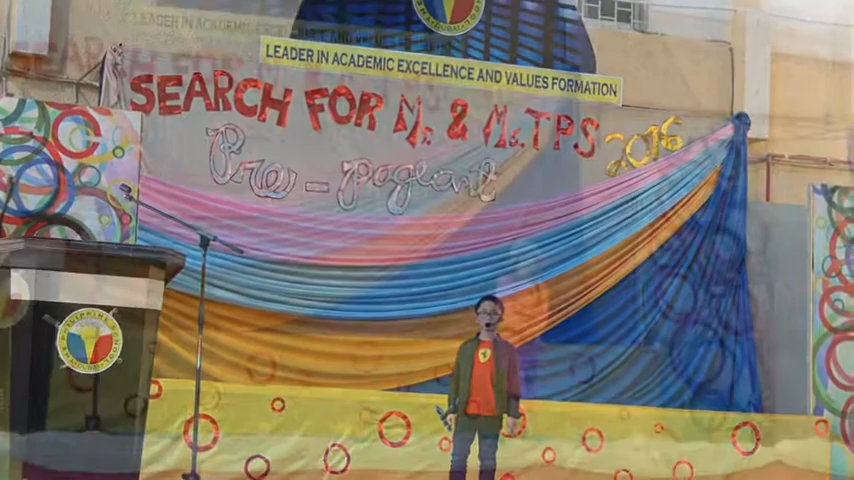 LEADER IN ACADEMIC EXCELLENCE AND VALUES FORMATION
SEARCH FOR Mr. & Ms. TPS 2016
Pre-pageant